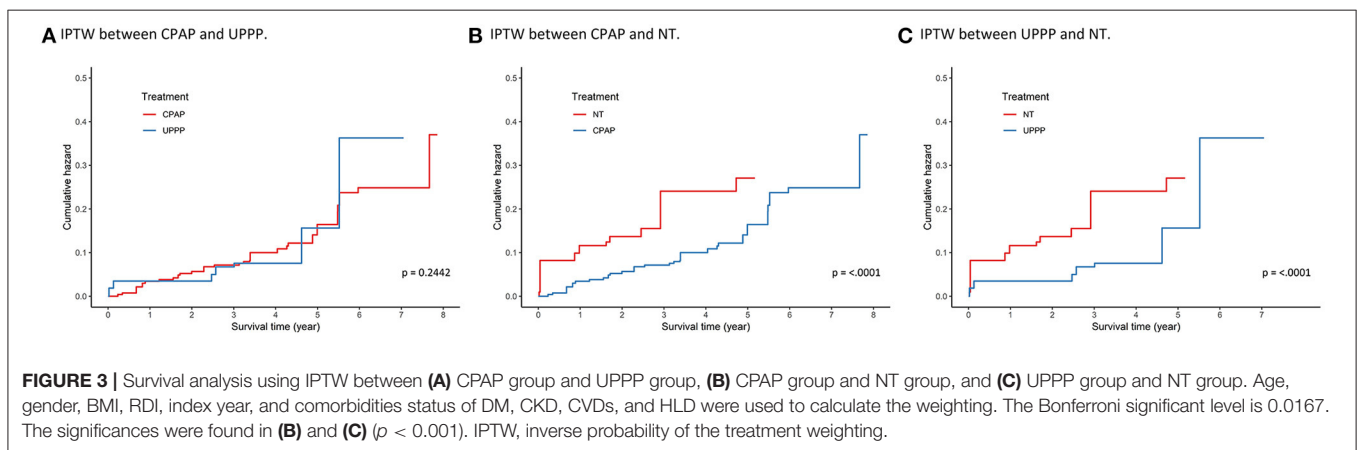 A IPTW between CPAP and UPPP.
B IPTW between CPAP and NT.
C IPTW between UPPP and NT.
Treatment
CPAP
UPPP
Cumulative hazard
0.5
0.4
0.3
0.2
0.1
0.0
p = 0.2442
0 1 2 3 4 5 6 7 8
Survival time (year)
Treatment
NT
CPAP
Cumulative hazard
0.5
0.4
0.3
0.2
0.1
0.0
p = <.0001
0 1 2 3 4 5 6 7 8
Survival time (year)
Treatment
NT
UPPP
Cumulative hazard
0.5
0.4
0.3
0.2
0.1
0.0
p = <.0001
0 1 2 3 4 5 6 7
Survival time (year)
FIGURE 3 | Survival analysis using IPTW between (A) CPAP group and UPPP group, (B) CPAP group and NT group, and (C) UPPP group and NT group. Age,
gender, BMI, RDI, index year, and comorbidities status of DM, CKD, CVDs, and HLD were used to calculate the weighting. The Bonferroni significant level is 0.0167.
The significances were found in (B) and (C) (p < 0.001). IPTW, inverse probability of the treatment weighting.